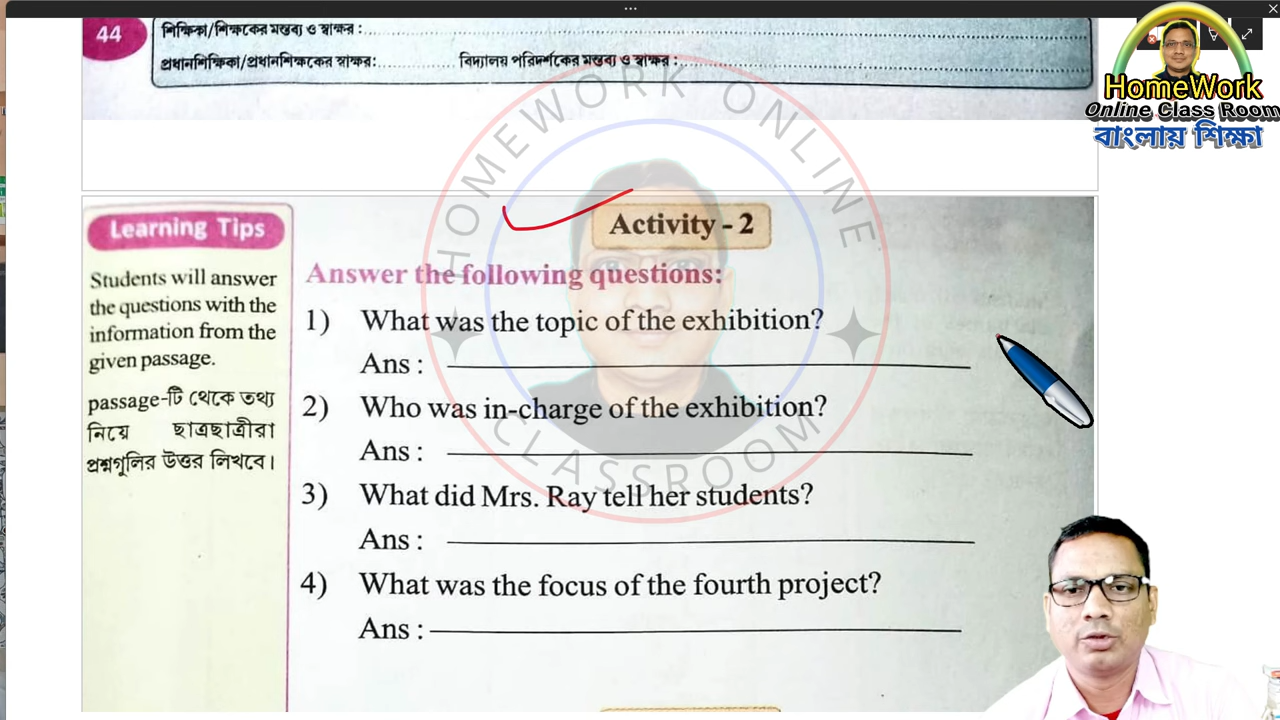 44
শিক্ষিকা/শিক্ষকের মন্তব্য ও স্বাক্ষর :
প্রধানশিক্ষিকা/প্রধানশিক্ষকের স্বাক্ষর: বিদ্যালয় পরিদর্শকের মন্তব্য ও স্বাক্ষর :
HomeWork
Online Class Room
বাংলায় শিক্ষা
HOMEWORK ONLINE
CLASSROOM
Learning Tips
Students will answer
the questions with the
information from the
given passage.
passage-টি থেকে তথ্য
নিয়ে ছাত্রছাত্রীরা
প্রশ্নগুলির উত্তর লিখবে।
Activity - 2
Answer the following questions:
1) What was the topic of the exhibition?
Ans :
2) Who was in-charge of the exhibition?
Ans :
3) What did Mrs. Ray tell her students?
Ans :
4) What was the focus of the fourth project?
Ans :